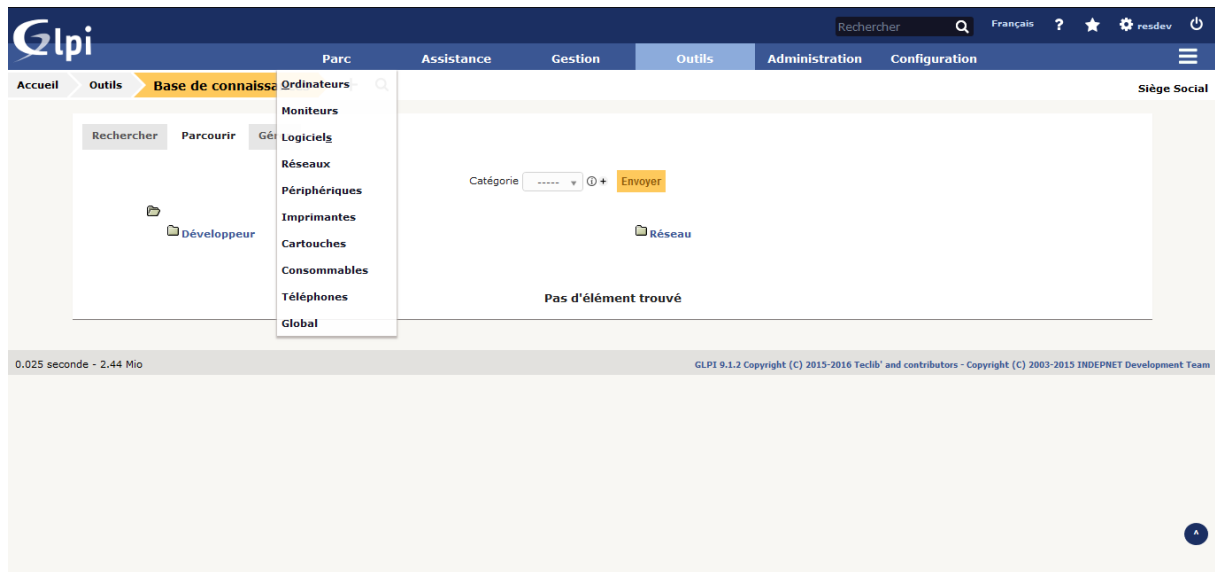 Glpi
Rechercher Français ? resdev
Parc Assistance Gestion Outils Administration Configuration
Accueil Outils Base de connaissa
Siège Social
Ordinateurs
Moniteurs
Logiciels
Réseaux
Périphériques
Imprimantes
Cartouches
Consommables
Téléphones
Global
Rechercher Parcourir Gér
Catégorie ----- + Envoyer
Développeur Réseau
Pas d'élément trouvé
0.025 seconde - 2.44 Mio GLPI 9.1.2 Copyright (C) 2015-2016 Teclib' and contributors - Copyright (C) 2003-2015 INDEPNET Development Team